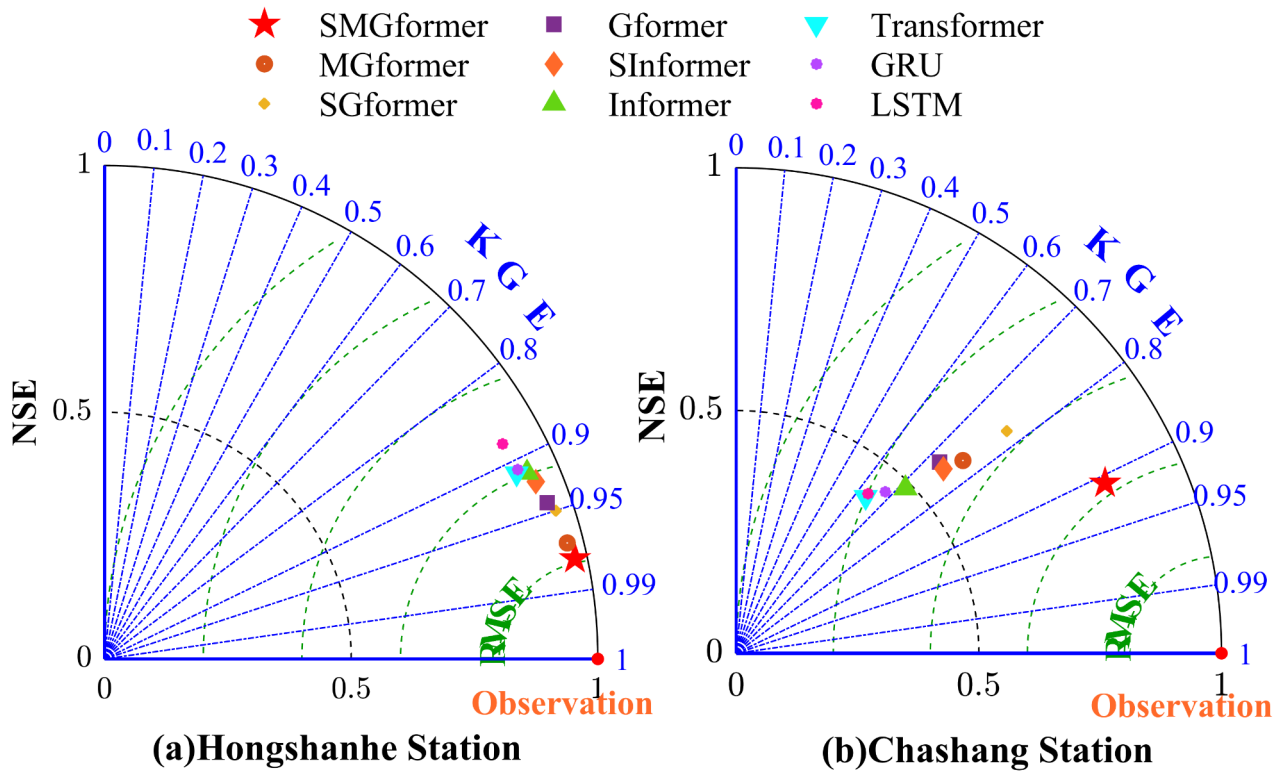 SMGformer Gformer Transformer
MGformer SInformer GRU
SGformer Informer LSTM
0 0.1 0.2 0.3 0.4 0.5 0.6 0.7 0.8 0.9 0.95 0.99 1
KGE
NSE
1
0.5
0
0 0.5 1
RMSE
Observation
(a)Hongshanhe Station
0 0.1 0.2 0.3 0.4 0.5 0.6 0.7 0.8 0.9 0.95 0.99 1
KGE
NSE
1
0.5
0
0 0.5 1
RMSE
Observation
(b)Chashang Station